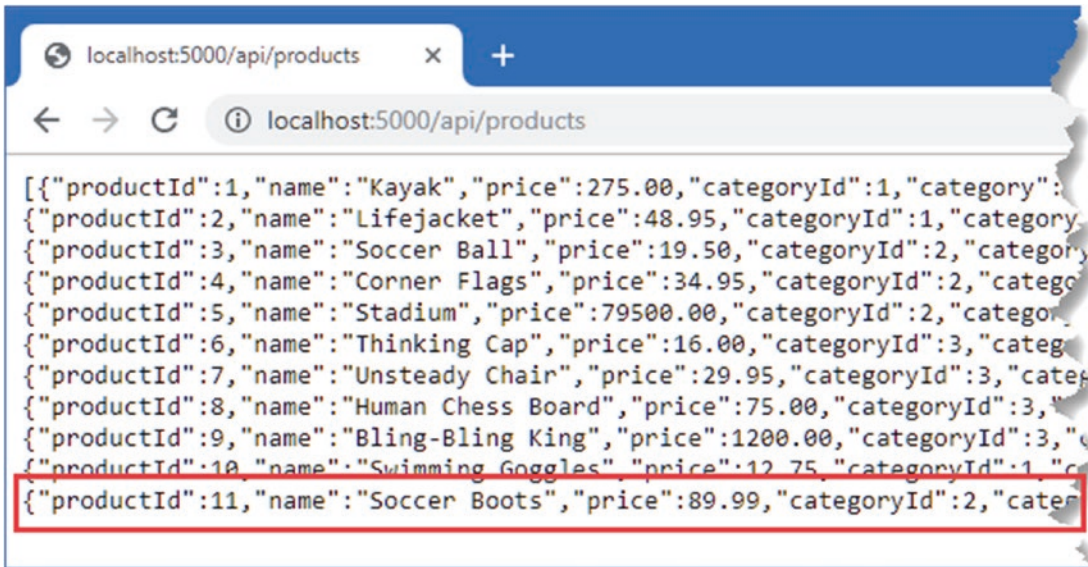 localhost:5000/api/products
localhost:5000/api/products
[{"productId":1,"name":"Kayak","price":275.00,"categoryId":1,"category":
{"productId":2,"name":"Lifejacket","price":48.95,"categoryId":1,"category
{"productId":3,"name":"Soccer Ball","price":19.50,"categoryId":2,"category
{"productId":4,"name":"Corner Flags","price":34.95,"categoryId":2,"catego
{"productId":5,"name":"Stadium","price":79500.00,"categoryId":2,"categor
{"productId":6,"name":"Thinking Cap","price":16.00,"categoryId":3,"categ
{"productId":7,"name":"Unsteady Chair","price":29.95,"categoryId":3,"cate
{"productId":8,"name":"Human Chess Board","price":75.00,"categoryId":3,
{"productId":9,"name":"Bling-Bling King","price":1200.00,"categoryId":3,"
{"productId":10,"name":"Swimming Goggles","price":12.75,"categoryId":1,"c
{"productId":11,"name":"Soccer Boots","price":89.99,"categoryId":2,"cate